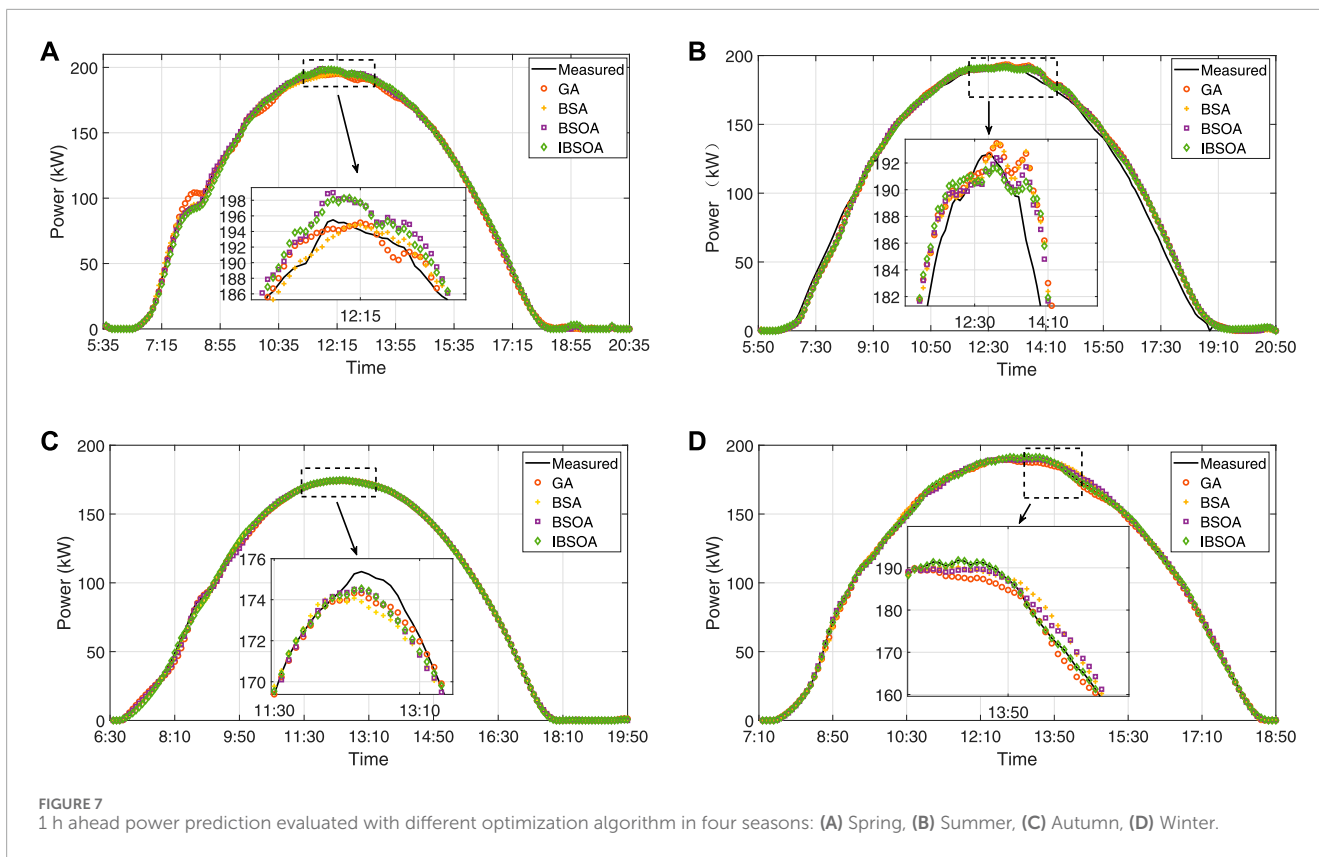 A
Power (kW)
200
150
100
50
0
5:35 7:15 8:55 10:35 12:15 13:55 15:35 17:15 18:55 20:35
Time
Measured
GA
BSA
BSOA
IBSOA
198
196
194
192
190
188
186
12:15
B
Power （kW）
200
150
100
50
0
5:50 7:30 9:10 10:50 12:30 14:10 15:50 17:30 19:10 20:50
Time
Measured
GA
BSA
BSOA
IBSOA
192
190
188
186
184
182
12:30 14:10
C
Power (kW)
200
150
100
50
0
6:30 8:10 9:50 11:30 13:10 14:50 16:30 18:10 19:50
Time
Measured
GA
BSA
BSOA
IBSOA
176
174
172
170
11:30 13:10
D
Power (kW)
200
150
100
50
0
7:10 8:50 10:30 12:10 13:50 15:30 17:10 18:50
Time
Measured
GA
BSA
BSOA
IBSOA
190
180
170
160
13:50
FIGURE 7
1 h ahead power prediction evaluated with different optimization algorithm in four seasons: (A) Spring, (B) Summer, (C) Autumn, (D) Winter.